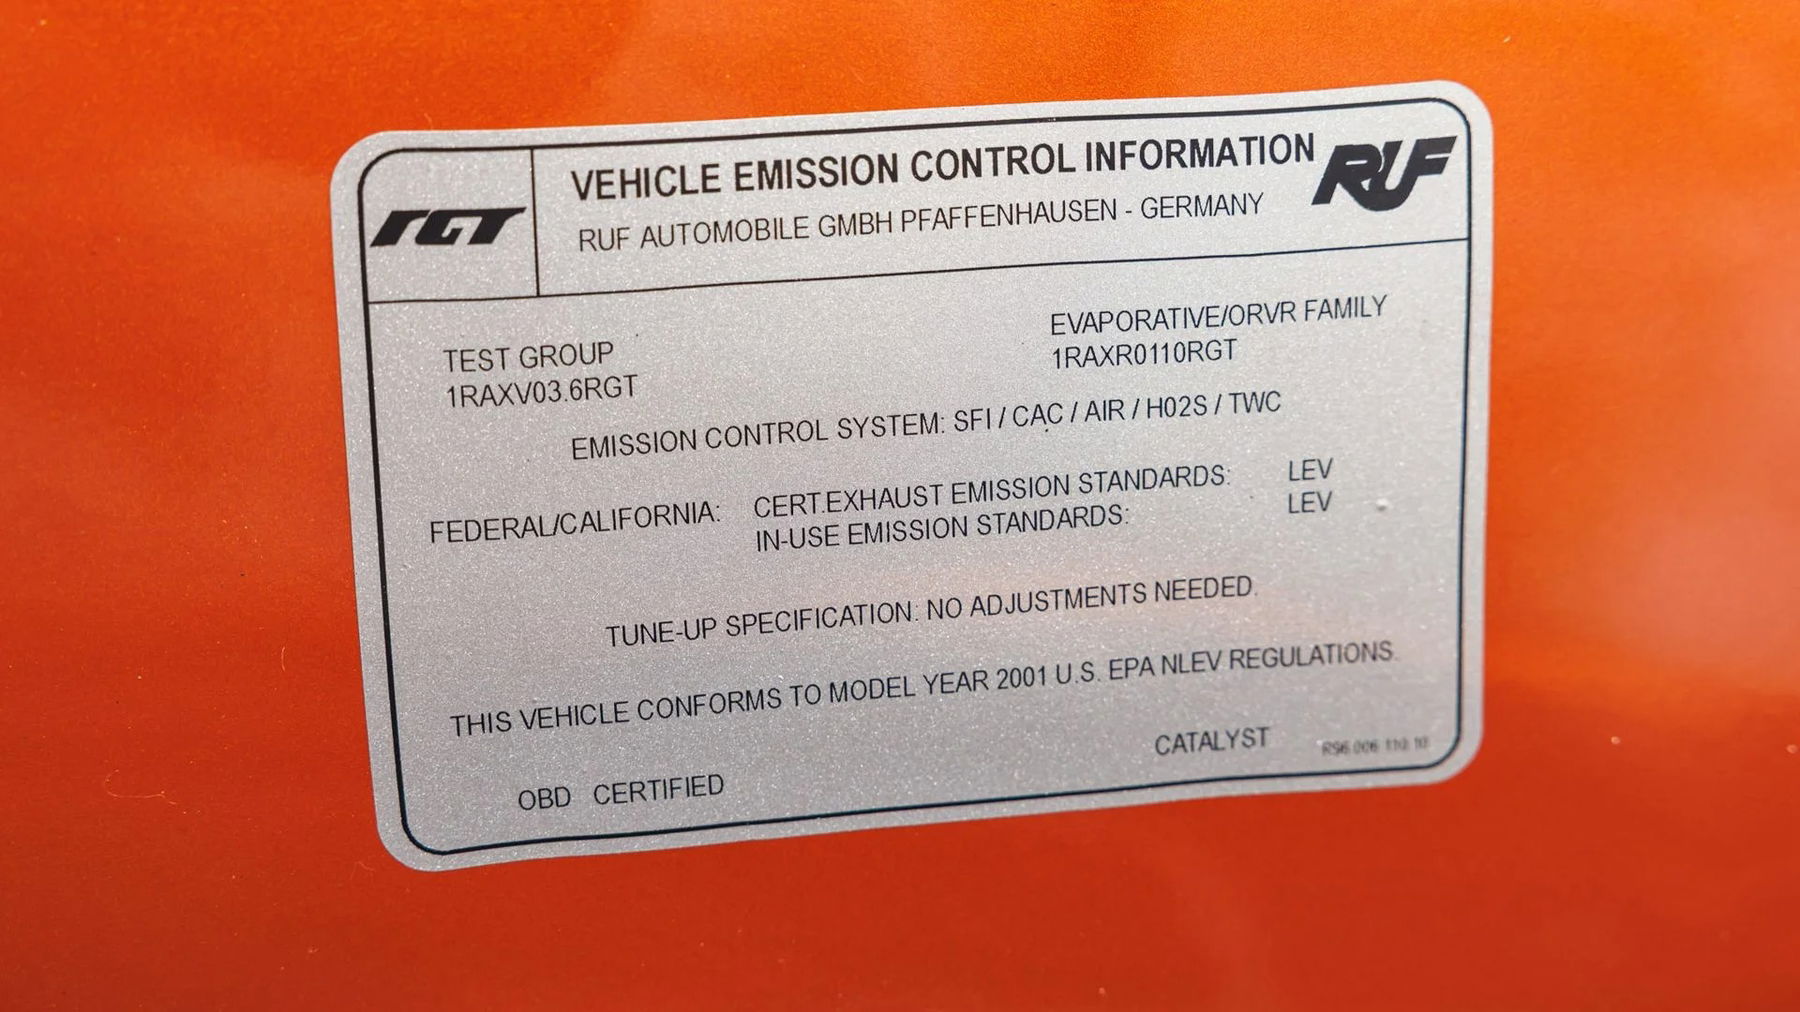 RGT
VEHICLE EMISSION CONTROL INFORMATION
RUF
RUF AUTOMOBILE GMBH PFAFFENHAUSEN - GERMANY
TEST GROUP
1RAXV03.6RGT
EVAPORATIVE/ORVR FAMILY
1RAXR0110RGT
EMISSION CONTROL SYSTEM: SFI / CAC / AIR / H02S / TWC
FEDERAL/CALIFORNIA: CERT.EXHAUST EMISSION STANDARDS: LEV
IN-USE EMISSION STANDARDS: LEV
TUNE-UP SPECIFICATION: NO ADJUSTMENTS NEEDED.
THIS VEHICLE CONFORMS TO MODEL YEAR 2001 U.S. EPA NLEV REGULATIONS.
CATALYST
OBD CERTIFIED